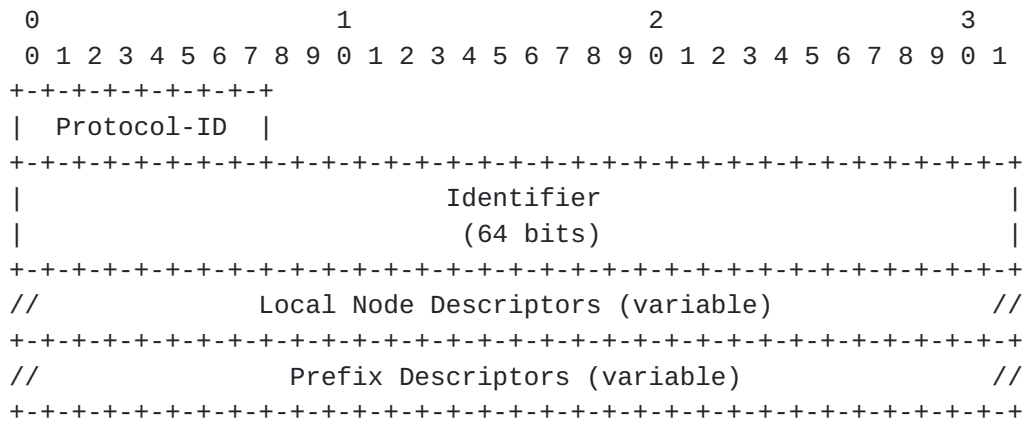 0                   1                   2                   3
 0 1 2 3 4 5 6 7 8 9 0 1 2 3 4 5 6 7 8 9 0 1 2 3 4 5 6 7 8 9 0 1
+-+-+-+-+-+-+-+-+
|  Protocol-ID  |
+-+-+-+-+-+-+-+-+-+-+-+-+-+-+-+-+-+-+-+-+-+-+-+-+-+-+-+-+-+-+-+-+
|                           Identifier                          |
|                            (64 bits)                          |
+-+-+-+-+-+-+-+-+-+-+-+-+-+-+-+-+-+-+-+-+-+-+-+-+-+-+-+-+-+-+-+-+
//              Local Node Descriptors (variable)              //
+-+-+-+-+-+-+-+-+-+-+-+-+-+-+-+-+-+-+-+-+-+-+-+-+-+-+-+-+-+-+-+-+
//                Prefix Descriptors (variable)                //
+-+-+-+-+-+-+-+-+-+-+-+-+-+-+-+-+-+-+-+-+-+-+-+-+-+-+-+-+-+-+-+-+